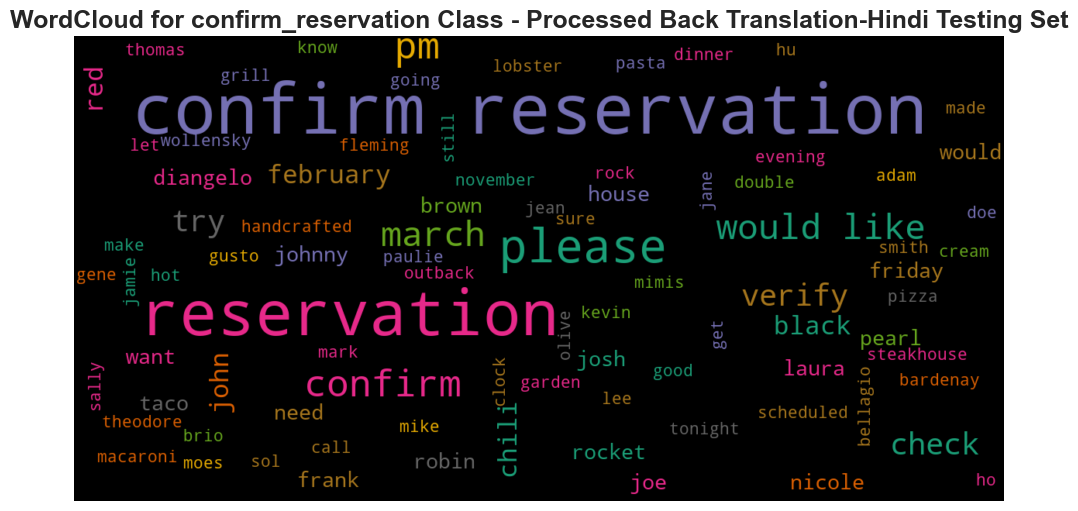 WordCloud for confirm_reservation Class - Processed Back Translation-Hindi Testing Set
thomas know pm dinner hu
grill going lobster pasta
red confirm reservation made
let wollensky fleming still evening would
diangelo february november rock house jane double adam
try handcrafted brown jean sure would like doe
make gusto johnny march paulie please smith cream
gene jamie hot outback mimis friday
reservation kevin verify pizza
olive get black pearl
want mark josh laura steakhouse
sally john confirm clock garden good bellagio bardenay
taco need lee scheduled
theodore brio mike chili tonight check
macaroni moes sol call robin rocket
frank joe nicole ho